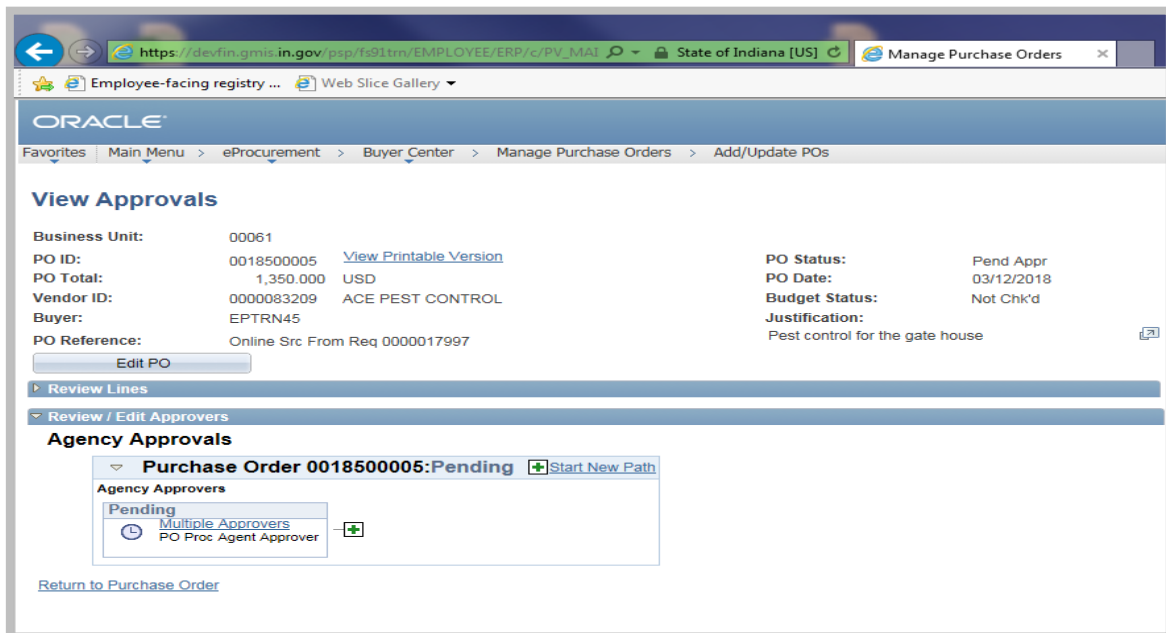 https://devfin.gmis.in.gov/psp/fs91trn/EMPLOYEE/ERP/c/PV_MAI State of Indiana [US] Manage Purchase Orders
Employee-facing registry ... Web Slice Gallery
ORACLE
Favorites Main Menu > eProcurement > Buyer Center > Manage Purchase Orders > Add/Update POs
View Approvals
Business Unit: 00061
PO ID: 0018500005 View Printable Version PO Status: Pend Appr
PO Total: 1,350.000 USD PO Date: 03/12/2018
Vendor ID: 0000083209 ACE PEST CONTROL Budget Status: Not Chk'd
Buyer: EPTRN45 Justification:
PO Reference: Online Src From Req 0000017997 Pest control for the gate house
Edit PO
Review Lines
Review / Edit Approvers
Agency Approvals
Purchase Order 0018500005:Pending Start New Path
Agency Approvers
Pending
Multiple Approvers
PO Proc Agent Approver
Return to Purchase Order